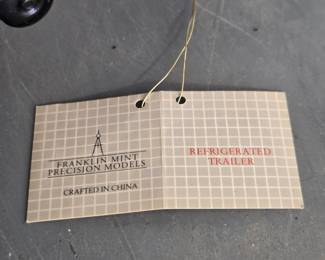 FRANKLIN MINT
PRECISION MODELS
CRAFTED IN CHINA
REFRIGERATED
TRAILER